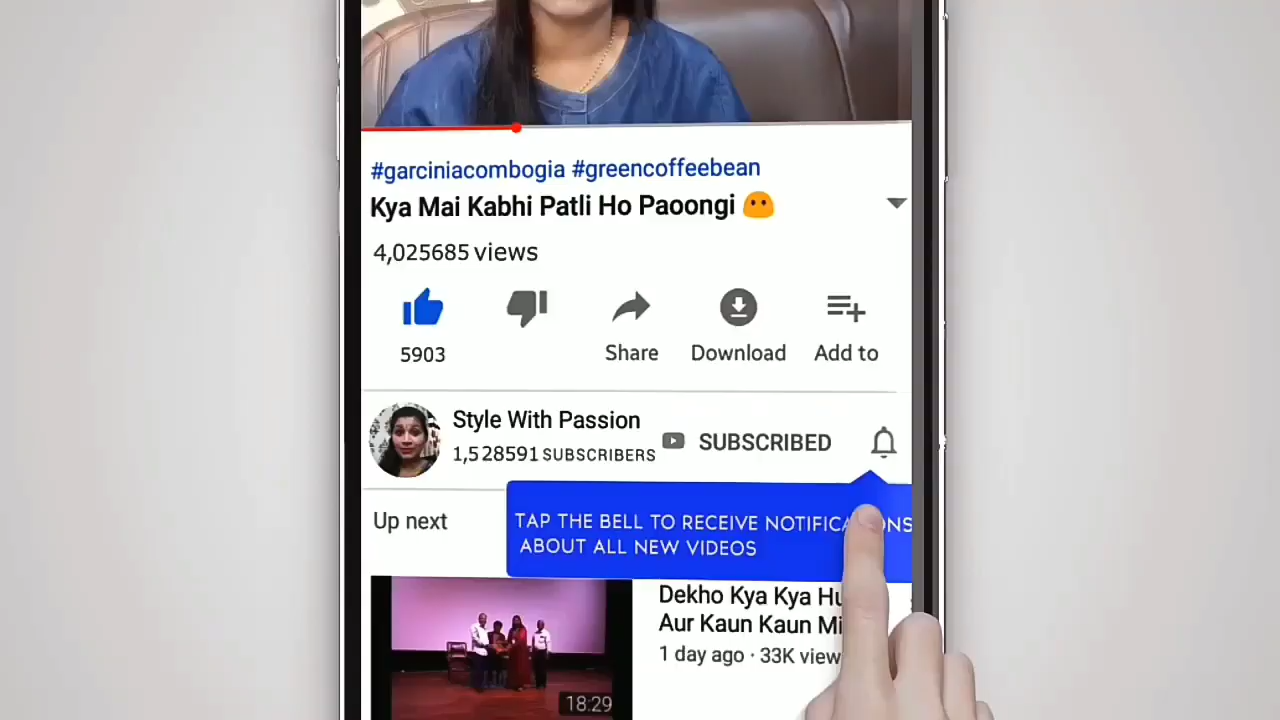 #garciniacombogia #greencoffeebean
Kya Mai Kabhi Patli Ho Paoongi
4,025685 views
5903
Share
Download
Add to
Style With Passion
1,528591 SUBSCRIBERS
SUBSCRIBED
TAP THE BELL TO RECEIVE
ABOUT ALL NEW VIDEOS
Up next
Dekho Kya Kya
Aur Kaun Kaun
1 day ago · 33K
18:29